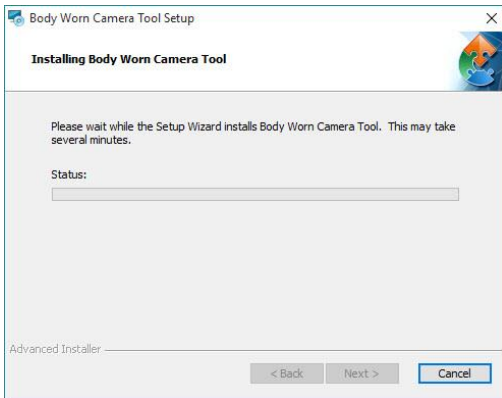 Body Worn Camera Tool Setup
Installing Body Worn Camera Tool
Please wait while the Setup Wizard installs Body Worn Camera Tool. This may take
several minutes.
Status:
Advanced Installer
< Back Next > Cancel